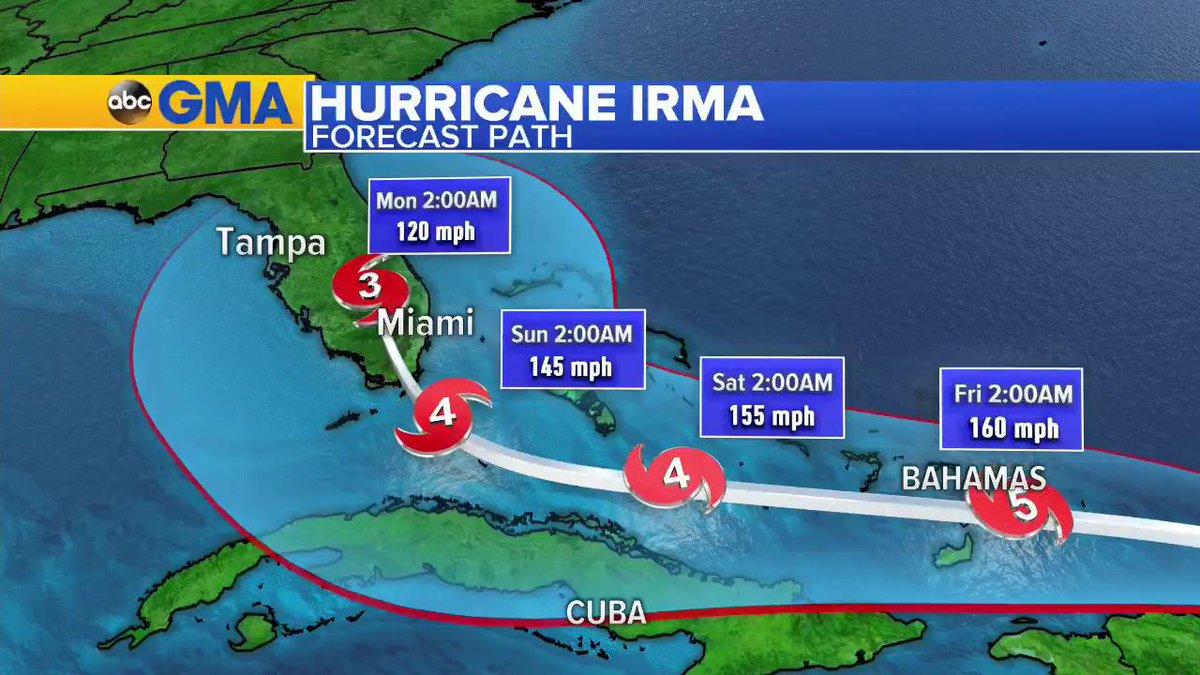 abc GMA
HURRICANE IRMA
FORECAST PATH
Mon 2:00AM
120 mph
Tampa
3
Miami
Sun 2:00AM
145 mph
4
Sat 2:00AM
155 mph
4
Fri 2:00AM
160 mph
BAHAMAS
5
CUBA